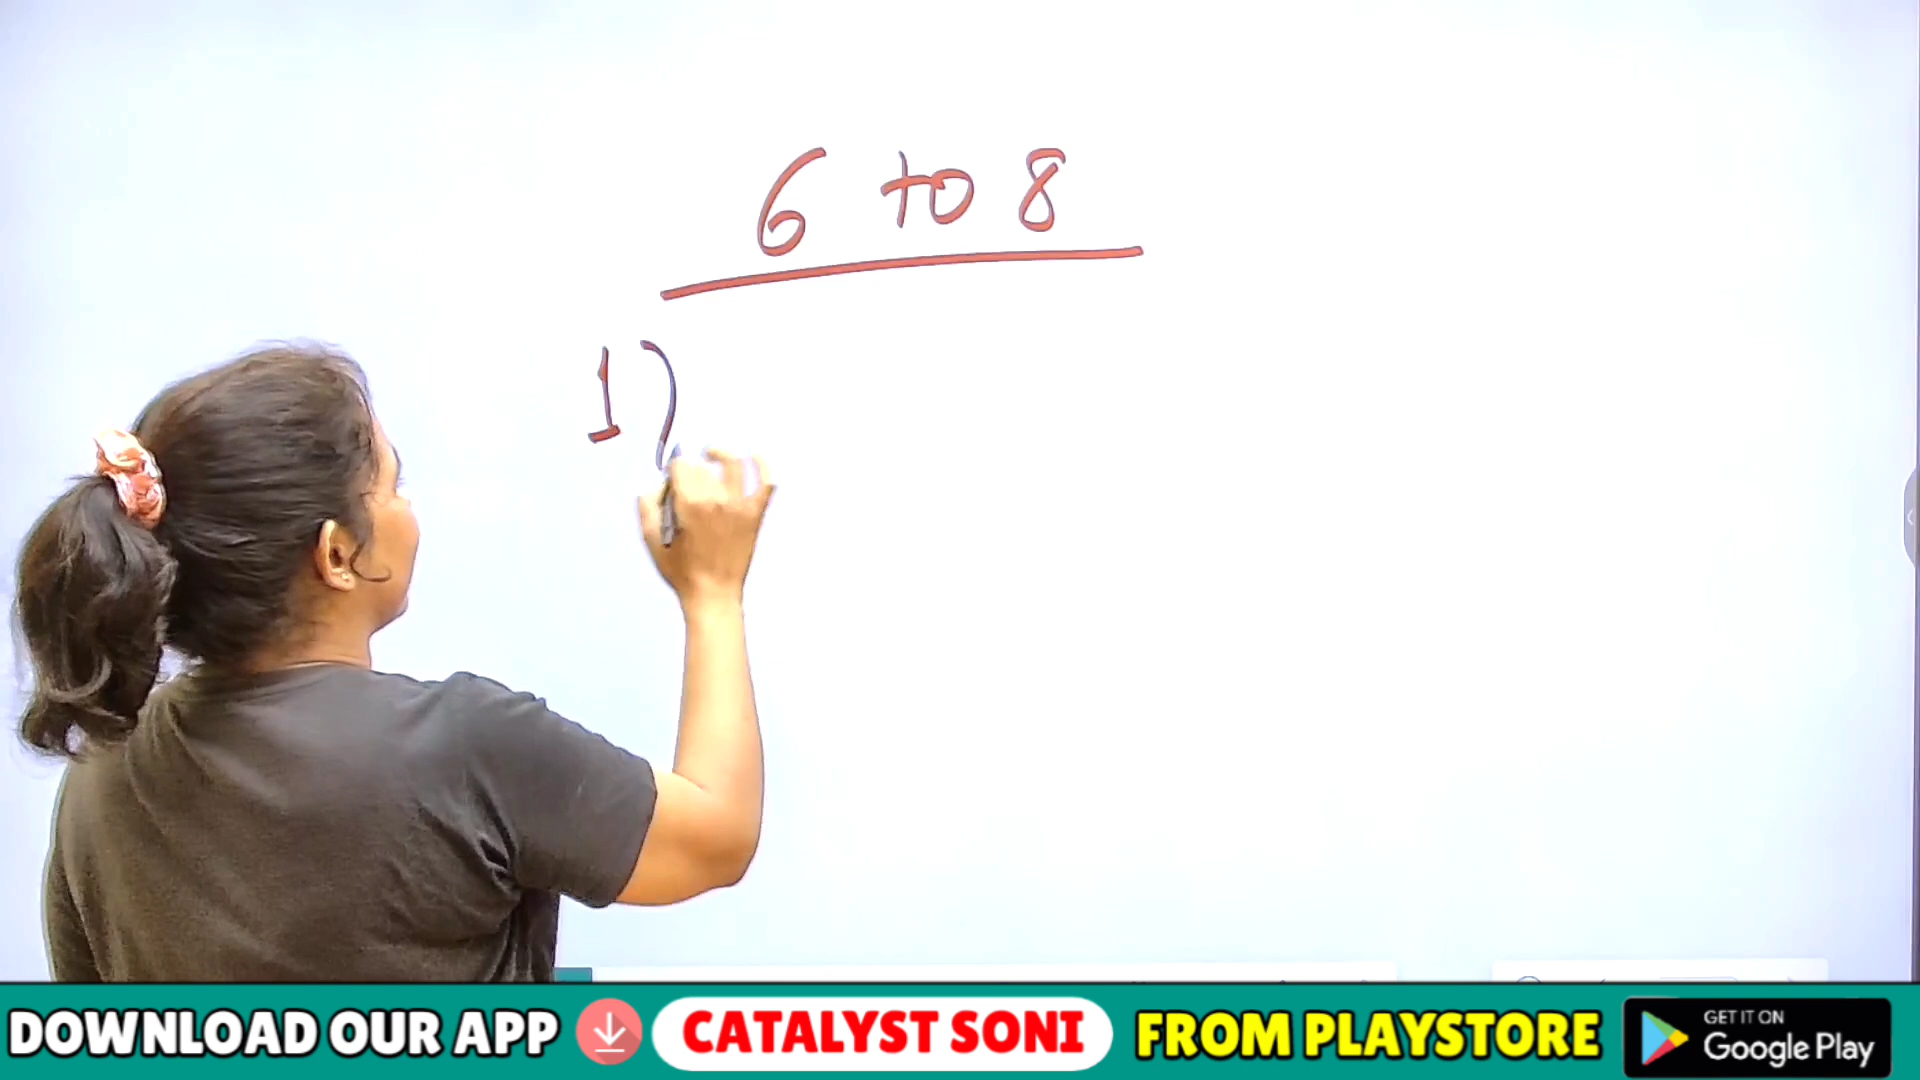 6 to 8
1)
DOWNLOAD OUR APP CATALYST SONI FROM PLAYSTORE GET IT ON Google Play